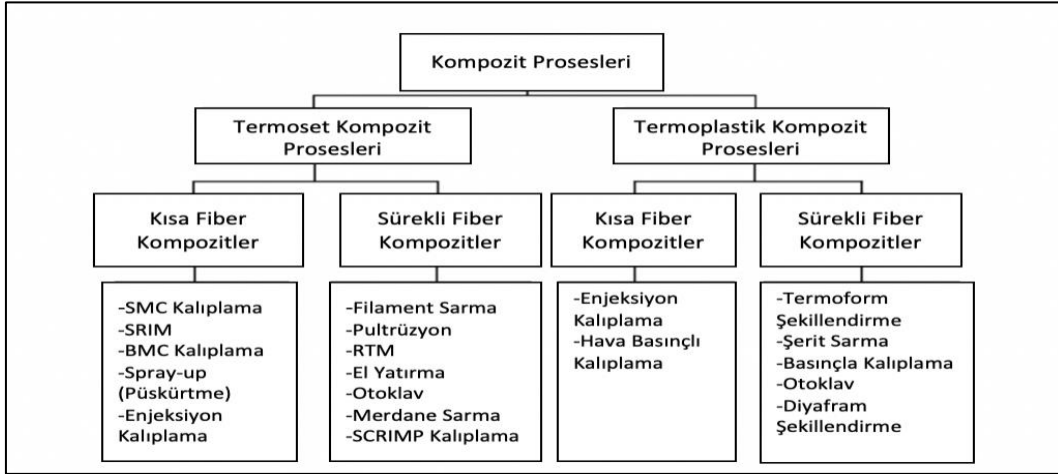 Kompozit Prosesleri
Termoset Kompozit
Prosesleri
Termoplastik Kompozit
Prosesleri
Kısa Fiber
Kompozitler
Sürekli Fiber
Kompozitler
Kısa Fiber
Kompozitler
Sürekli Fiber
Kompozitler
-SMC Kalıplama
-SRIM
-BMC Kalıplama
-Spray-up
(Püskürtme)
-Enjeksiyon
Kalıplama
-Filament Sarma
-Pultrüzyon
-RTM
-El Yatırma
-Otoklav
-Merdane Sarma
-SCRIMP Kalıplama
-Enjeksiyon
Kalıplama
-Hava Basınçlı
Kalıplama
-Termoform
Şekillendirme
-Şerit Sarma
-Basınçla Kalıplama
-Otoklav
-Diyafram
Şekillendirme